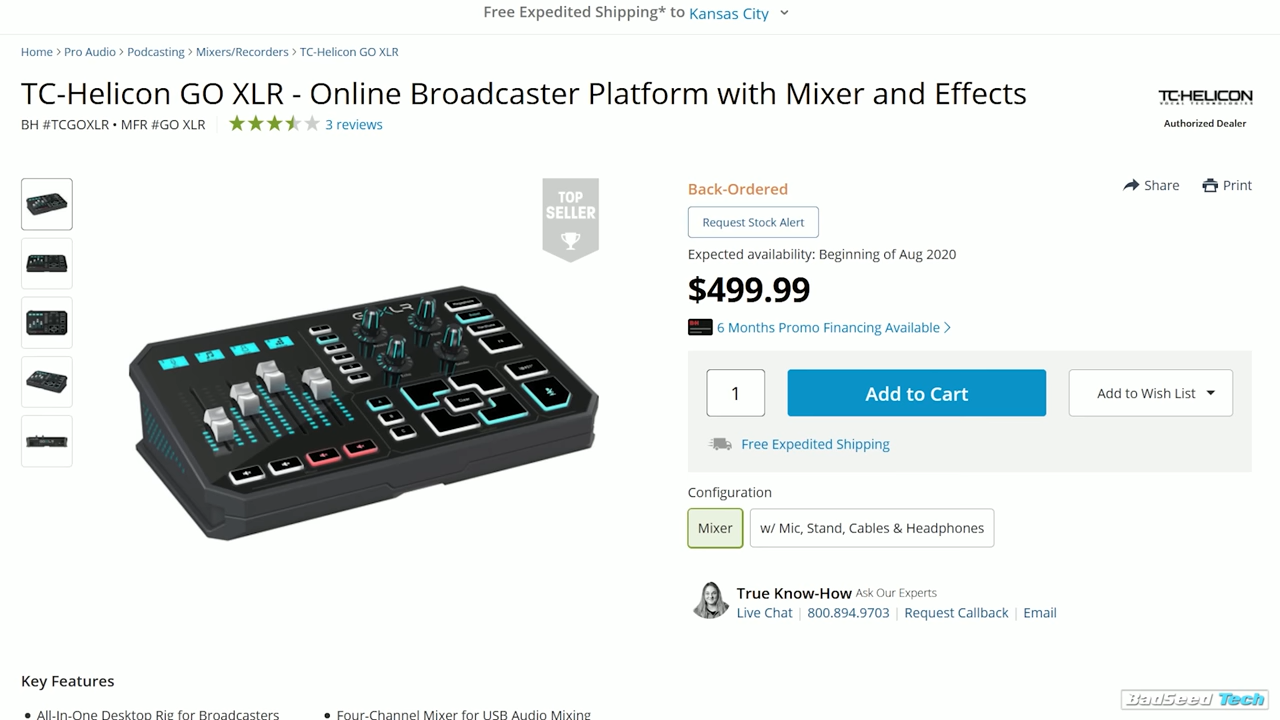 Free Expedited Shipping* to Kansas City
Home > Pro Audio > Podcasting > Mixers/Recorders > TC-Helicon GO XLR
TC-Helicon GO XLR - Online Broadcaster Platform with Mixer and Effects
BH #TCGOXLR • MFR #GO XLR
3 reviews
TC·HELICON
VOCAL TECHNOLOGIES
Authorized Dealer
TOP
SELLER
Back-Ordered
Share
Print
Request Stock Alert
Expected availability: Beginning of Aug 2020
$499.99
6 Months Promo Financing Available >
1
Add to Cart
Add to Wish List
Free Expedited Shipping
Configuration
Mixer
w/ Mic, Stand, Cables & Headphones
True Know-How Ask Our Experts
Live Chat | 800.894.9703 | Request Callback | Email
Key Features
• All-In-One Desktop Rig for Broadcasters
• Four-Channel Mixer for USB Audio Mixing
BadSeed Tech